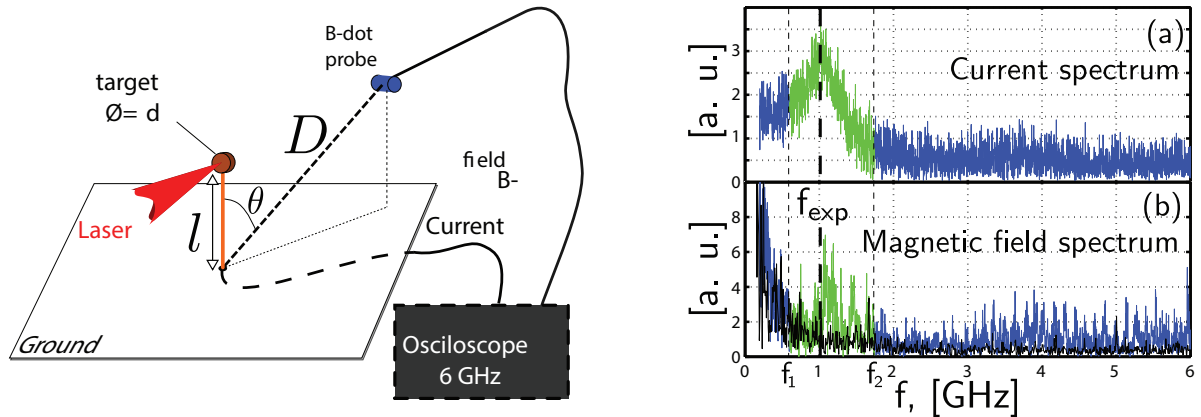 B-dot
probe
target
Ø= d
D
field
B-
θ
Laser
l
Current
Ground
Osciloscope
6 GHz
[a. u.]
3
2
1
0
(a)
Current spectrum
[a. u.]
8
6
4
2
0
f_exp
(b)
Magnetic field spectrum
f_1 1 f_2 2 3 4 5 6
f, [GHz]